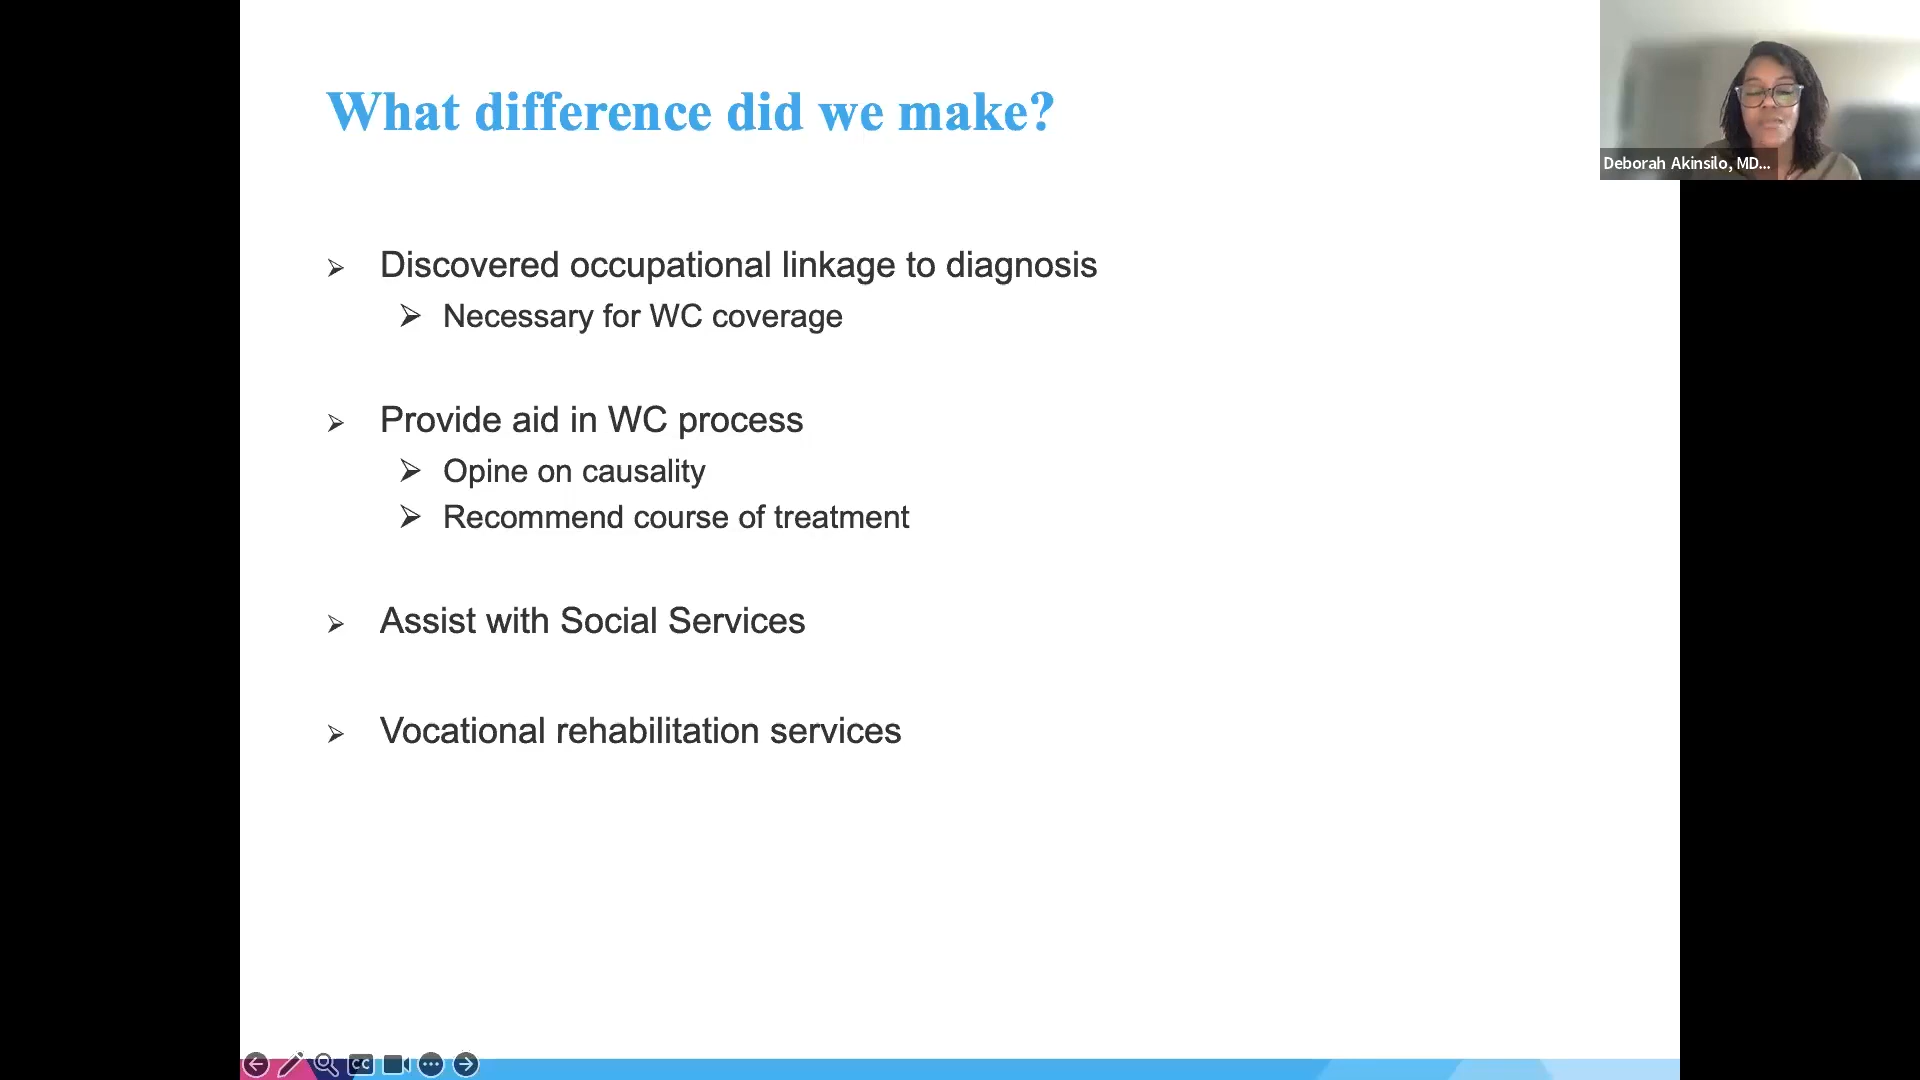 What difference did we make?
Deborah Akinsilo, MD...
➢ Discovered occupational linkage to diagnosis
➢ Necessary for WC coverage
➢ Provide aid in WC process
➢ Opine on causality
➢ Recommend course of treatment
➢ Assist with Social Services
➢ Vocational rehabilitation services
CC